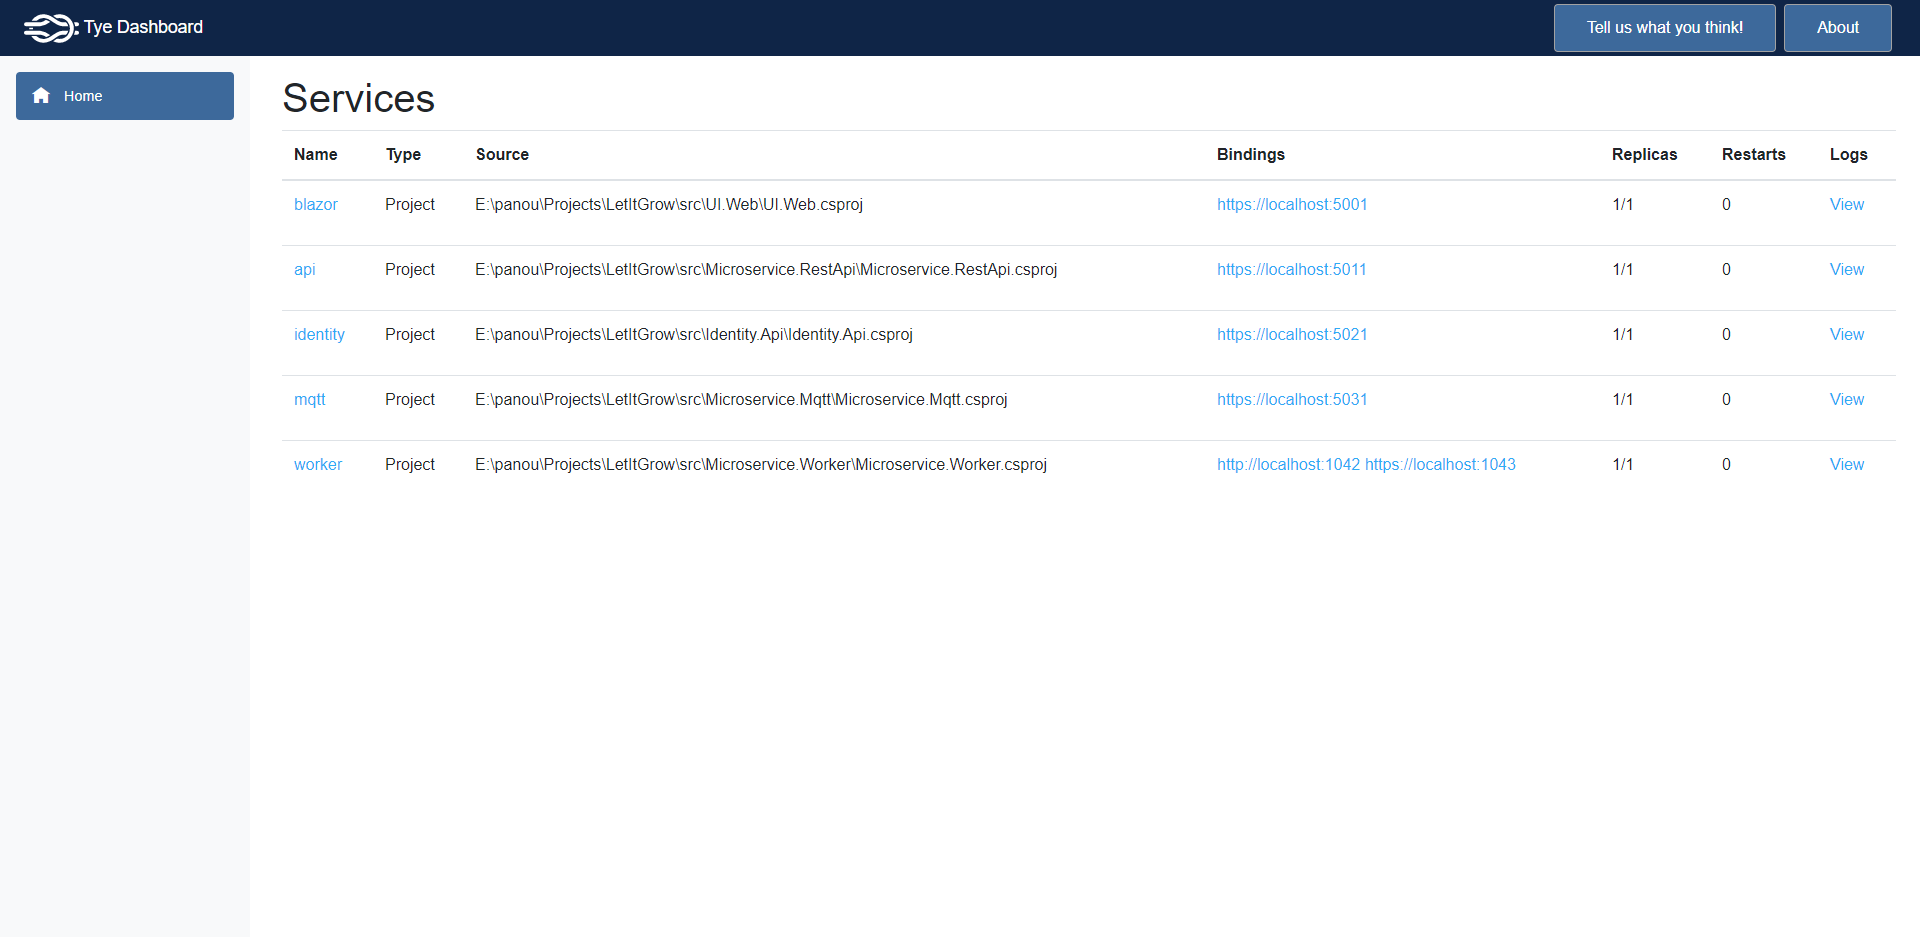 Tye Dashboard
Tell us what you think!
About
Home
Services
Name Type Source Bindings Replicas Restarts Logs
blazor Project E:\panou\Projects\LetItGrow\src\UI.Web\UI.Web.csproj https://localhost:5001 1/1 0 View
api Project E:\panou\Projects\LetItGrow\src\Microservice.RestApi\Microservice.RestApi.csproj https://localhost:5011 1/1 0 View
identity Project E:\panou\Projects\LetItGrow\src\Identity.Api\Identity.Api.csproj https://localhost:5021 1/1 0 View
mqtt Project E:\panou\Projects\LetItGrow\src\Microservice.Mqtt\Microservice.Mqtt.csproj https://localhost:5031 1/1 0 View
worker Project E:\panou\Projects\LetItGrow\src\Microservice.Worker\Microservice.Worker.csproj http://localhost:1042 https://localhost:1043 1/1 0 View